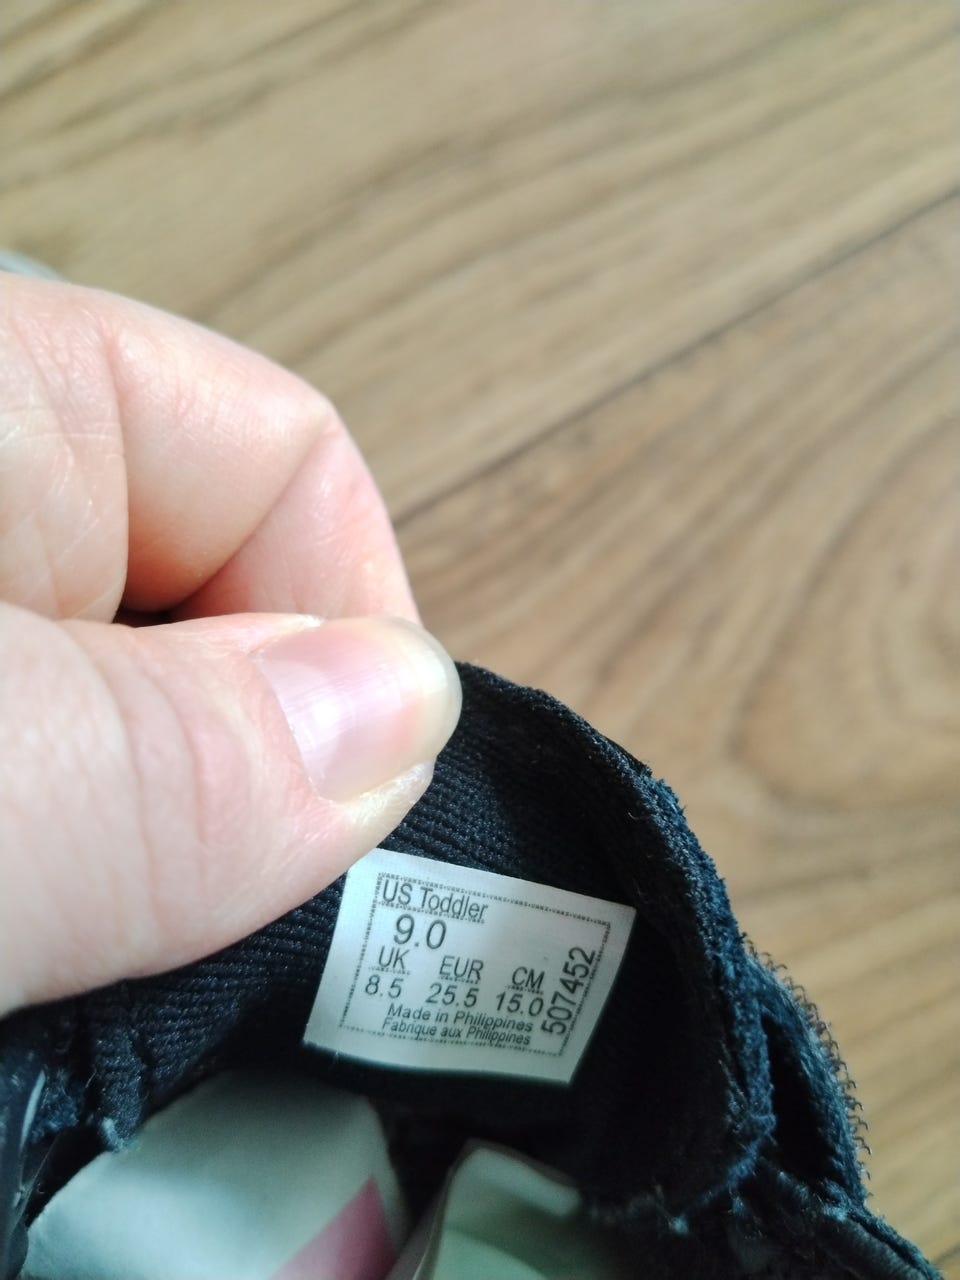 US Toddler
9.0
UK EUR CM
8.5 25.5 15.0
Made in Philippines
Fabrique aux Philippines
507452